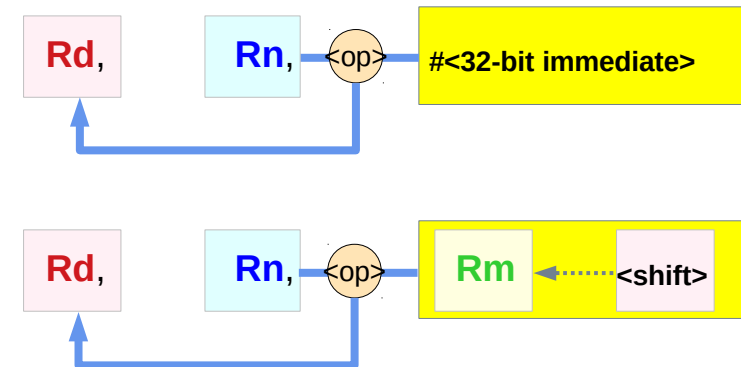 Rd, Rn, <op> #<32-bit immediate>
Rd, Rn, <op> Rm <shift>